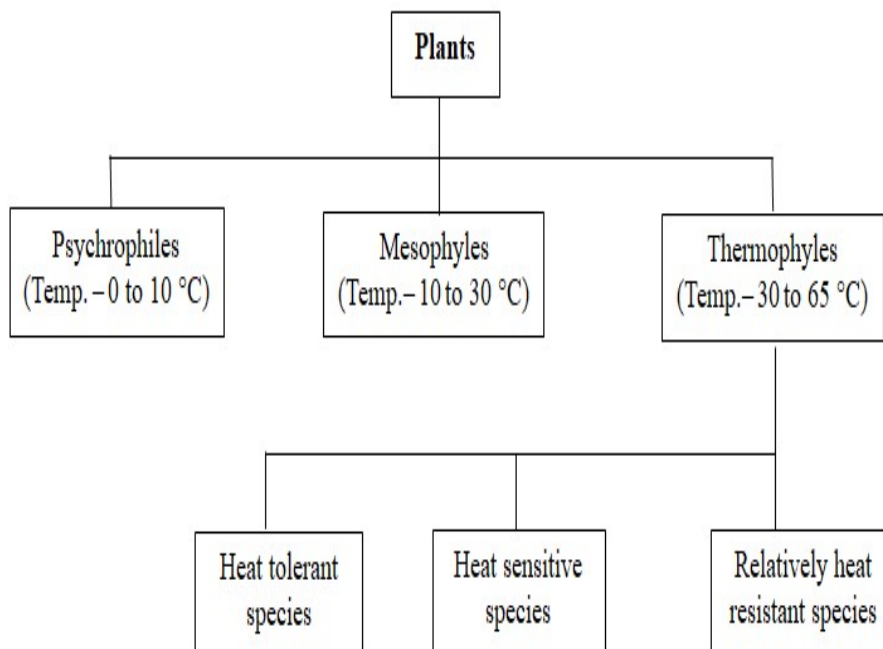 Plants
Psychrophiles
(Temp. – 0 to 10 °C)
Mesophyles
(Temp.– 10 to 30 °C)
Thermophyles
(Temp.– 30 to 65 °C)
Heat tolerant
species
Heat sensitive
species
Relatively heat
resistant species